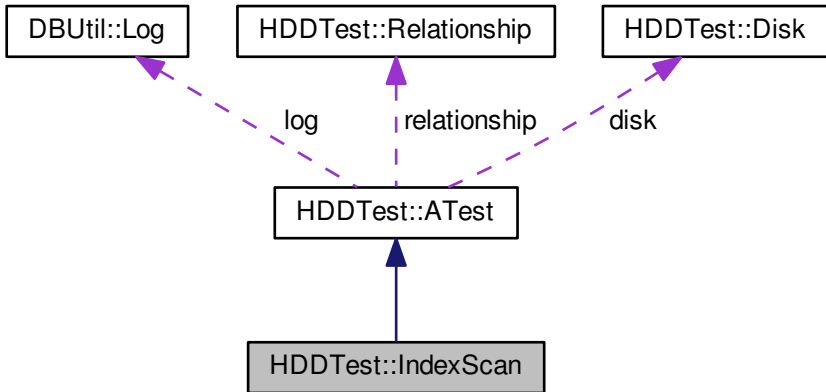 DBUtil::Log
HDDTest::Relationship
HDDTest::Disk
log
relationship
disk
HDDTest::ATest
HDDTest::IndexScan